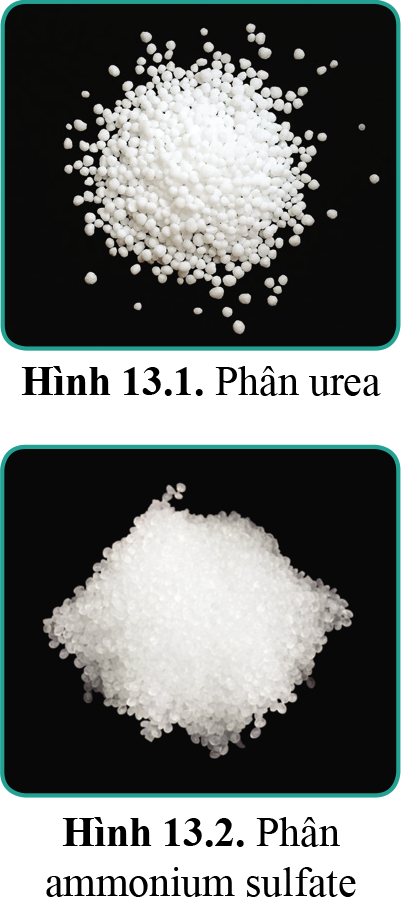 Hình 13.1. Phân urea
Hình 13.2. Phân
ammonium sulfate